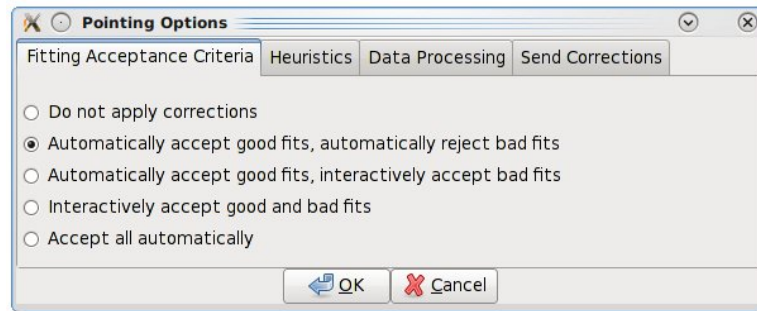 Pointing Options
Fitting Acceptance Criteria Heuristics Data Processing Send Corrections
Do not apply corrections
Automatically accept good fits, automatically reject bad fits
Automatically accept good fits, interactively accept bad fits
Interactively accept good and bad fits
Accept all automatically
OK Cancel